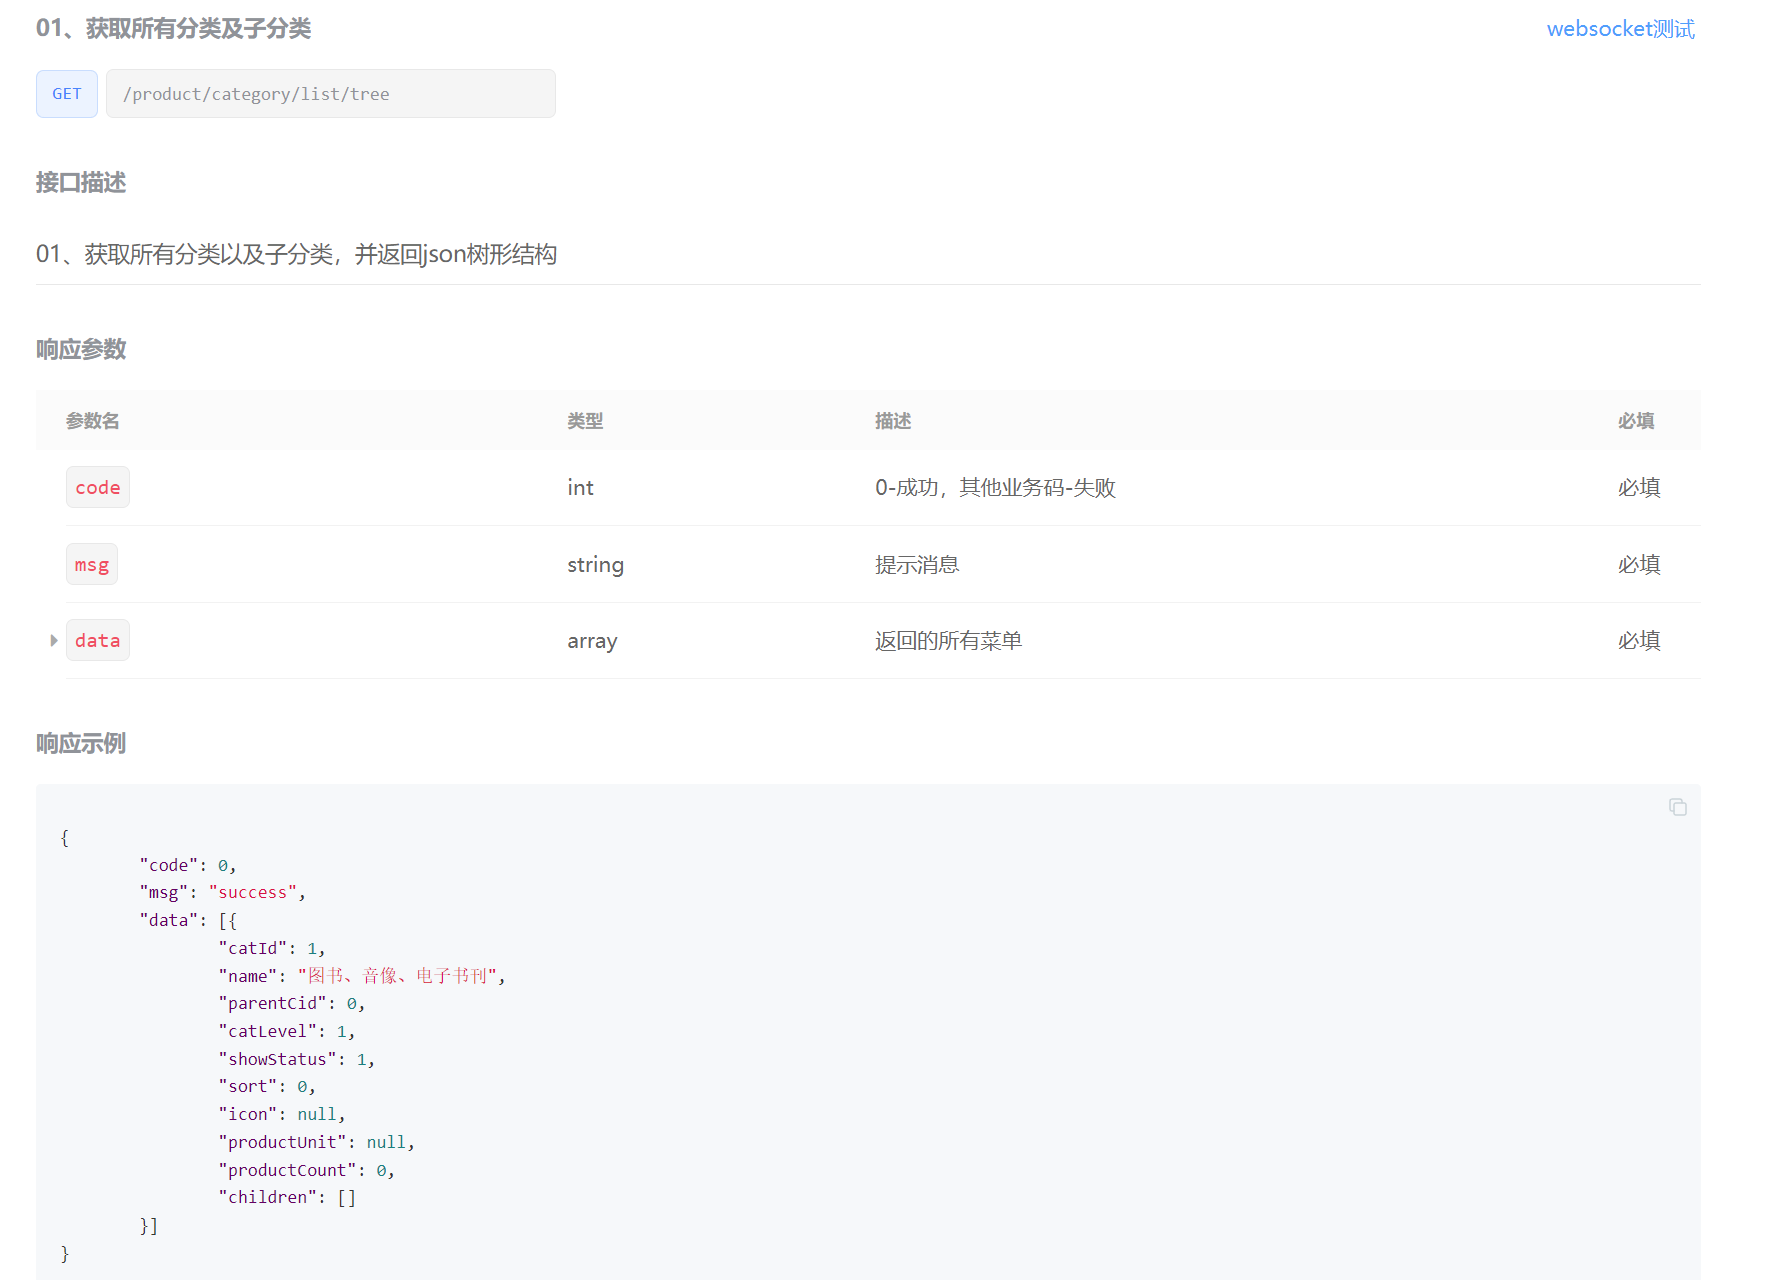 01、获取所有分类及子分类
websocket测试
GET /product/category/list/tree
接口描述
01、获取所有分类以及子分类，并返回json树形结构
响应参数
参数名 类型 描述 必填
code int 0-成功，其他业务码-失败 必填
msg string 提示消息 必填
data array 返回的所有菜单 必填
响应示例
{
"code": 0,
"msg": "success",
"data": [{
"catId": 1,
"name": "图书、音像、电子书刊",
"parentCid": 0,
"catLevel": 1,
"showStatus": 1,
"sort": 0,
"icon": null,
"productUnit": null,
"productCount": 0,
"children": []
}]
}